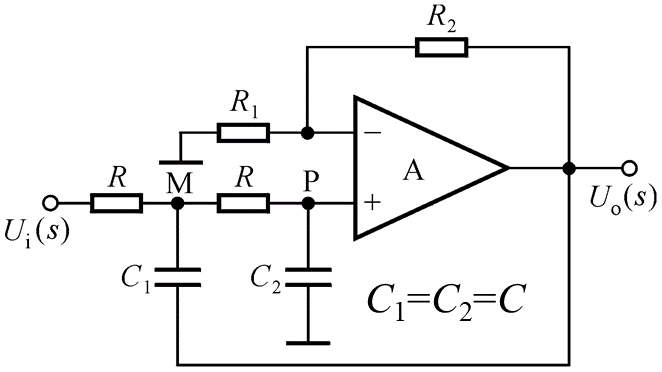 R₂
R₁
−
R M R P + A
Uᵢ(s) Uₒ(s)
C₁ C₂ C₁=C₂=C